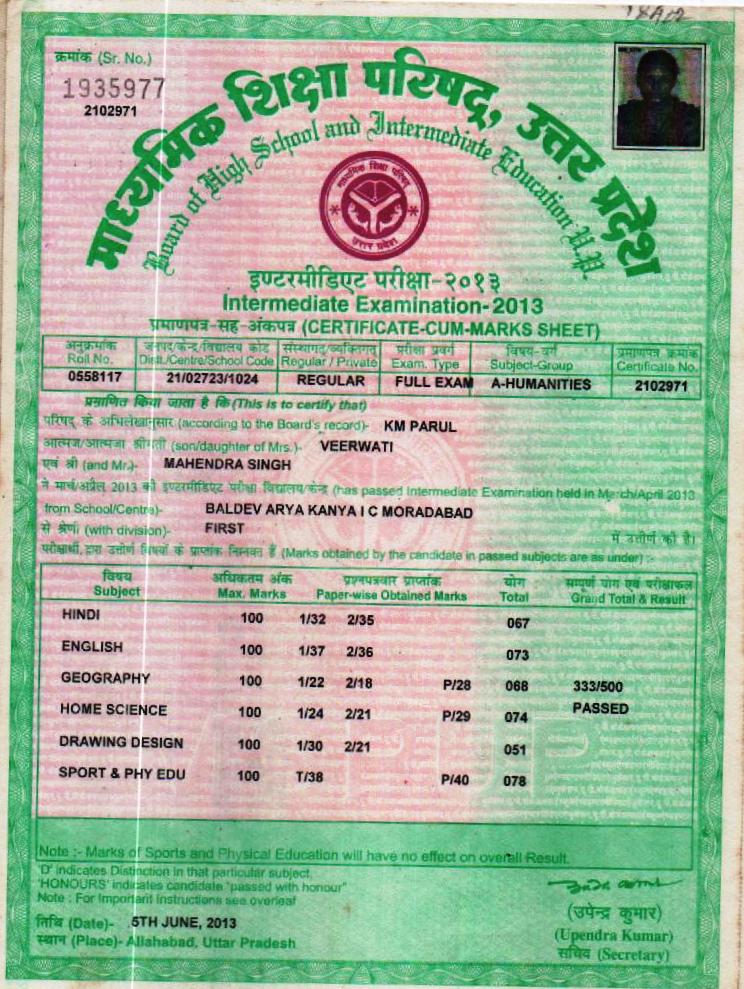 क्रमांक (Sr. No.)
1935977
2102971
माध्यमिक शिक्षा परिषद्, उत्तर प्रदेश
Board of High School and Intermediate Education U.P.
माध्यमिक शिक्षा परिषद्
उत्तर प्रदेश
इण्टरमीडिएट परीक्षा-२०१३
Intermediate Examination-2013
प्रमाणपत्र-सह-अंकपत्र (CERTIFICATE-CUM-MARKS SHEET)
अनुक्रमांक जनपद/केन्द्र/विद्यालय कोड संस्थागत/व्यक्तिगत परीक्षा प्रवर्ग विषय-वर्ग प्रमाणपत्र क्रमांक
Roll No. Distt./Centre/School Code Regular / Private Exam. Type Subject-Group Certificate No.
0558117 21/02723/1024 REGULAR FULL EXAM A-HUMANITIES 2102971
प्रमाणित किया जाता है कि (This is to certify that)
परिषद् के अभिलेखानुसार (according to the Board's record)- KM PARUL
आत्मज/आत्मजा श्रीमती (son/daughter of Mrs.)- VEERWATI
एवं श्री (and Mr.)- MAHENDRA SINGH
ने मार्च/अप्रैल 2013 की इण्टरमीडिएट परीक्षा विद्यालय/केन्द्र (has passed Intermediate Examination held in March/April 2013
from School/Centre)- BALDEV ARYA KANYA I C MORADABAD
से श्रेणी (with division)- FIRST में उत्तीर्ण की है।
परीक्षार्थी द्वारा उत्तीर्ण विषयों के प्राप्तांक निम्नवत हैं (Marks obtained by the candidate in passed subjects are as under) :-
विषय अधिकतम अंक प्रश्नपत्रवार प्राप्तांक योग सम्पूर्ण योग एवं परीक्षाफल
Subject Max. Marks Paper-wise Obtained Marks Total Grand Total & Result
HINDI 100 1/32 2/35 067
ENGLISH 100 1/37 2/36 073
GEOGRAPHY 100 1/22 2/18 P/28 068 333/500
HOME SCIENCE 100 1/24 2/21 P/29 074 PASSED
DRAWING DESIGN 100 1/30 2/21 051
SPORT & PHY EDU 100 T/38 P/40 078
Note :- Marks of Sports and Physical Education will have no effect on overall Result.
'D' indicates Distinction in that particular subject.
'HONOURS' indicates candidate "passed with honour"
Note : For Important Instructions see overleaf
तिथि (Date)- 5TH JUNE, 2013
स्थान (Place)- Allahabad, Uttar Pradesh
(उपेन्द्र कुमार)
(Upendra Kumar)
सचिव (Secretary)